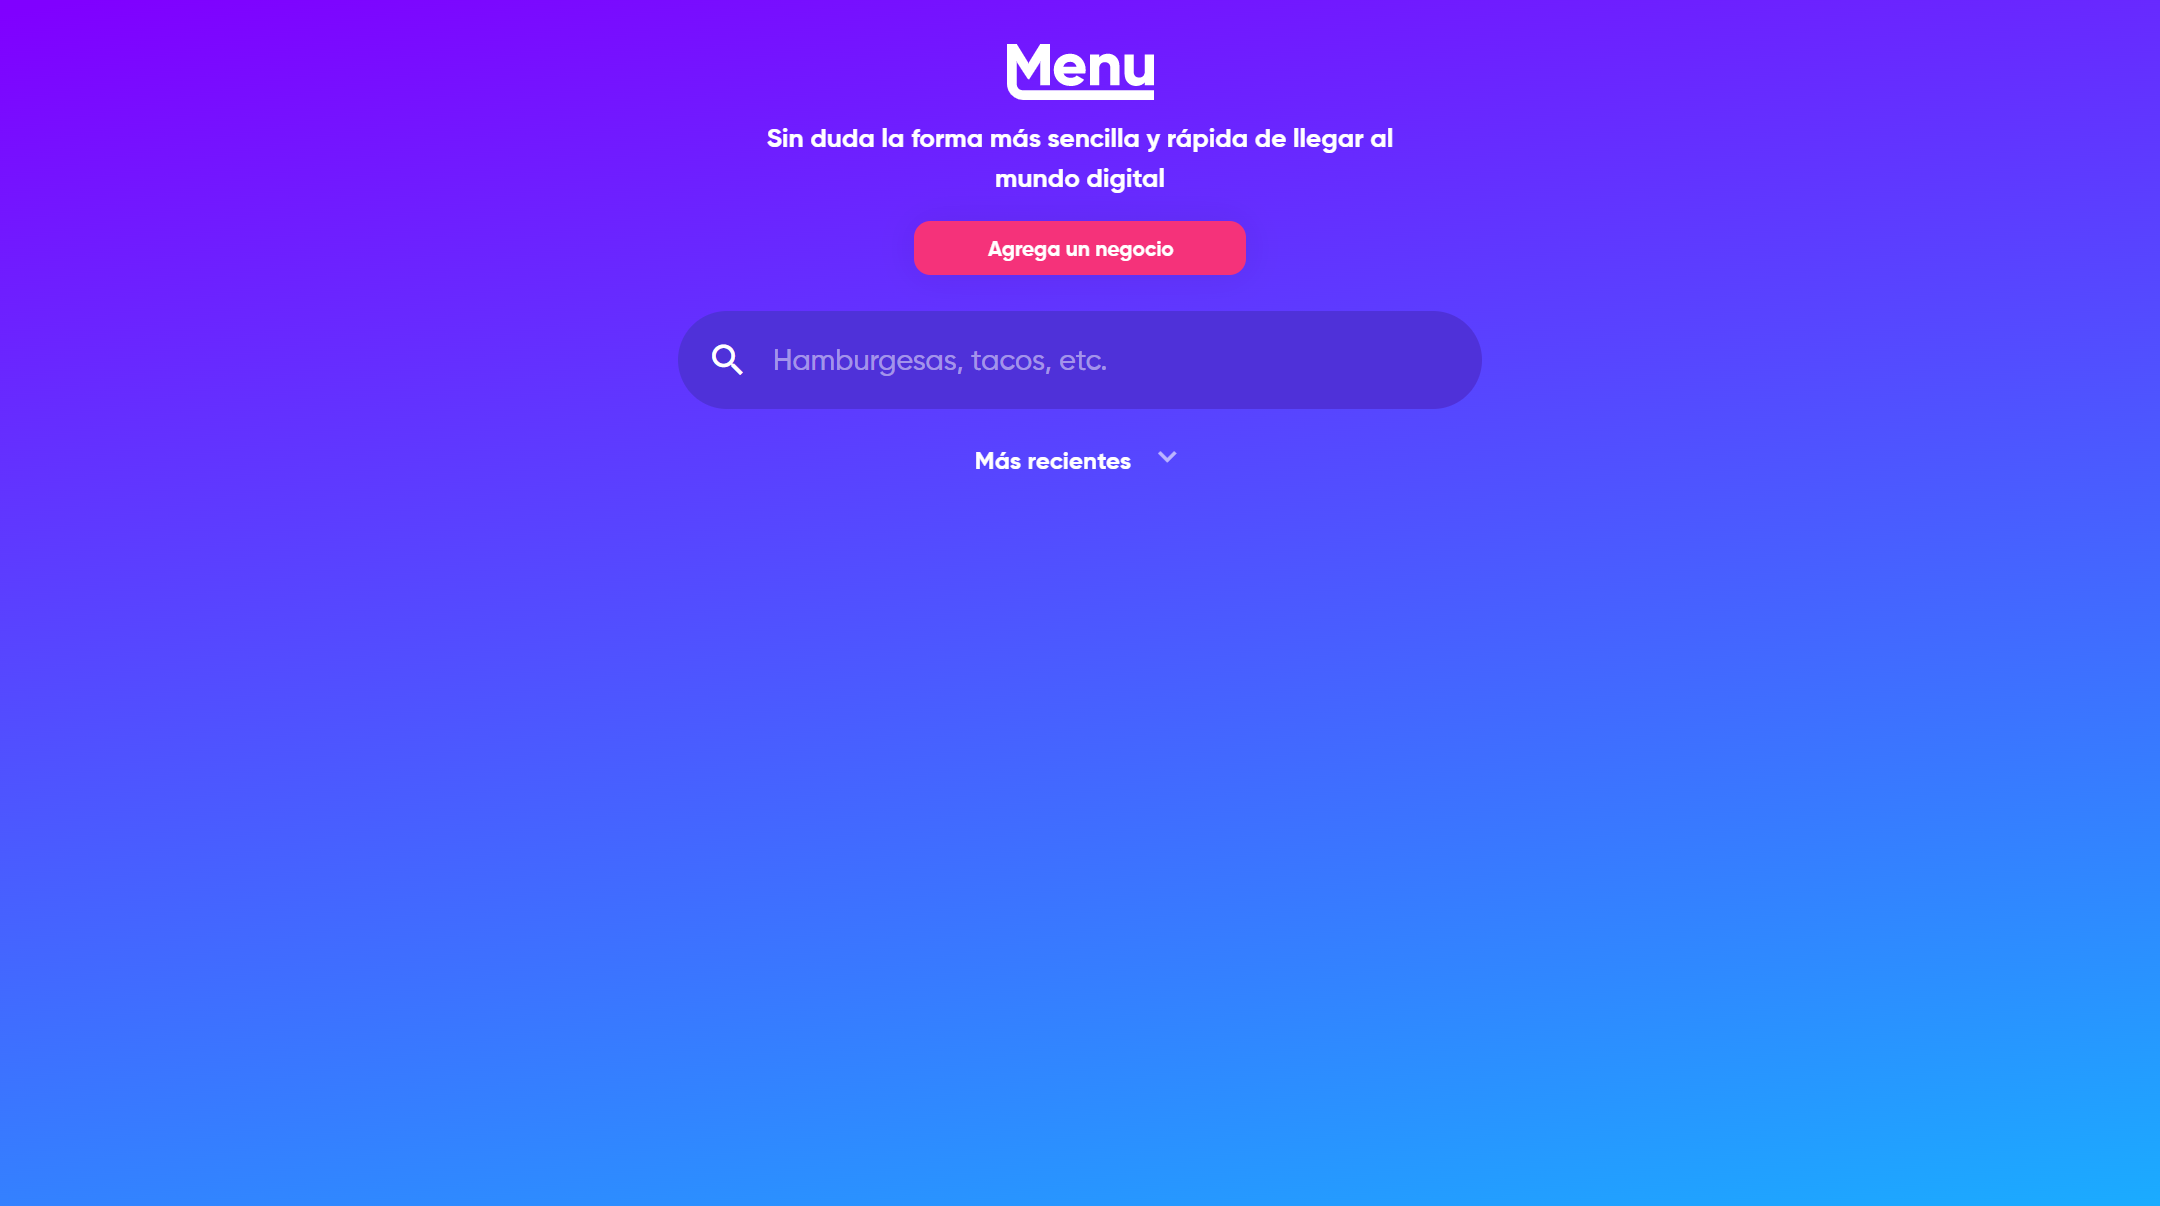 Menu
Sin duda la forma más sencilla y rápida de llegar al
mundo digital
Agrega un negocio
Hamburgesas, tacos, etc.
Más recientes